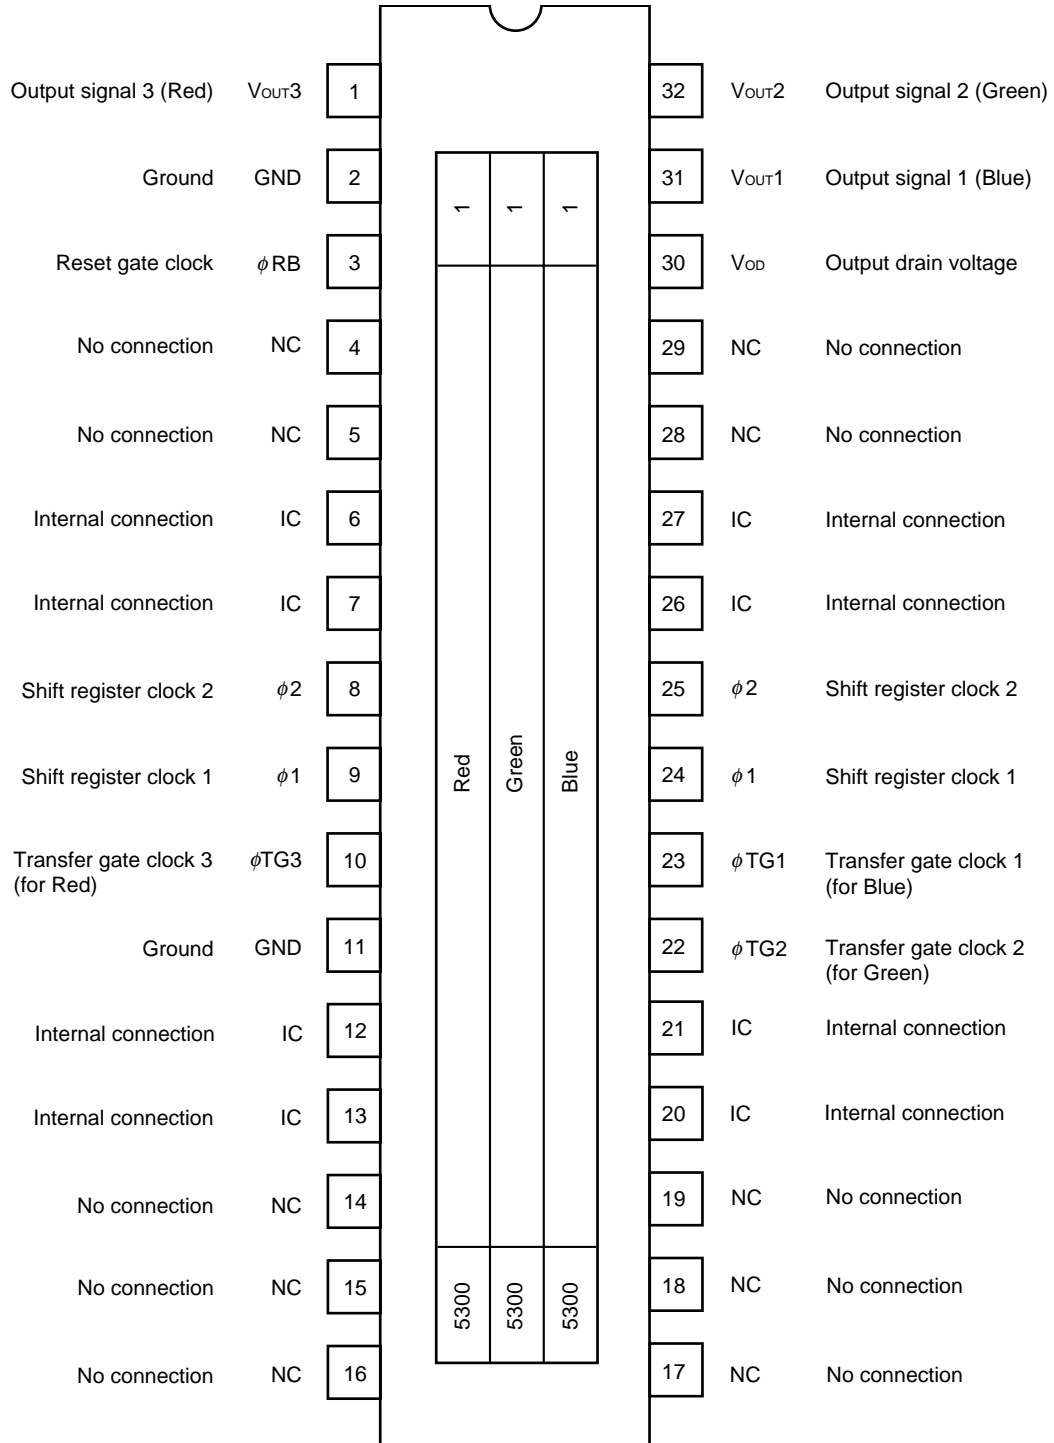 Output signal 3 (Red) VOUT3 1 32 VOUT2 Output signal 2 (Green)
Ground GND 2 31 VOUT1 Output signal 1 (Blue)
1 1 1
Reset gate clock ϕRB 3 30 VOD Output drain voltage
No connection NC 4 29 NC No connection
No connection NC 5 28 NC No connection
Internal connection IC 6 27 IC Internal connection
Internal connection IC 7 26 IC Internal connection
Shift register clock 2 ϕ2 8 25 ϕ2 Shift register clock 2
Red Green Blue
Shift register clock 1 ϕ1 9 24 ϕ1 Shift register clock 1
Transfer gate clock 3 ϕTG3 10 23 ϕTG1 Transfer gate clock 1
(for Red) (for Blue)
Ground GND 11 22 ϕTG2 Transfer gate clock 2
(for Green)
Internal connection IC 12 21 IC Internal connection
Internal connection IC 13 20 IC Internal connection
No connection NC 14 19 NC No connection
No connection NC 15 18 NC No connection
5300 5300 5300
No connection NC 16 17 NC No connection